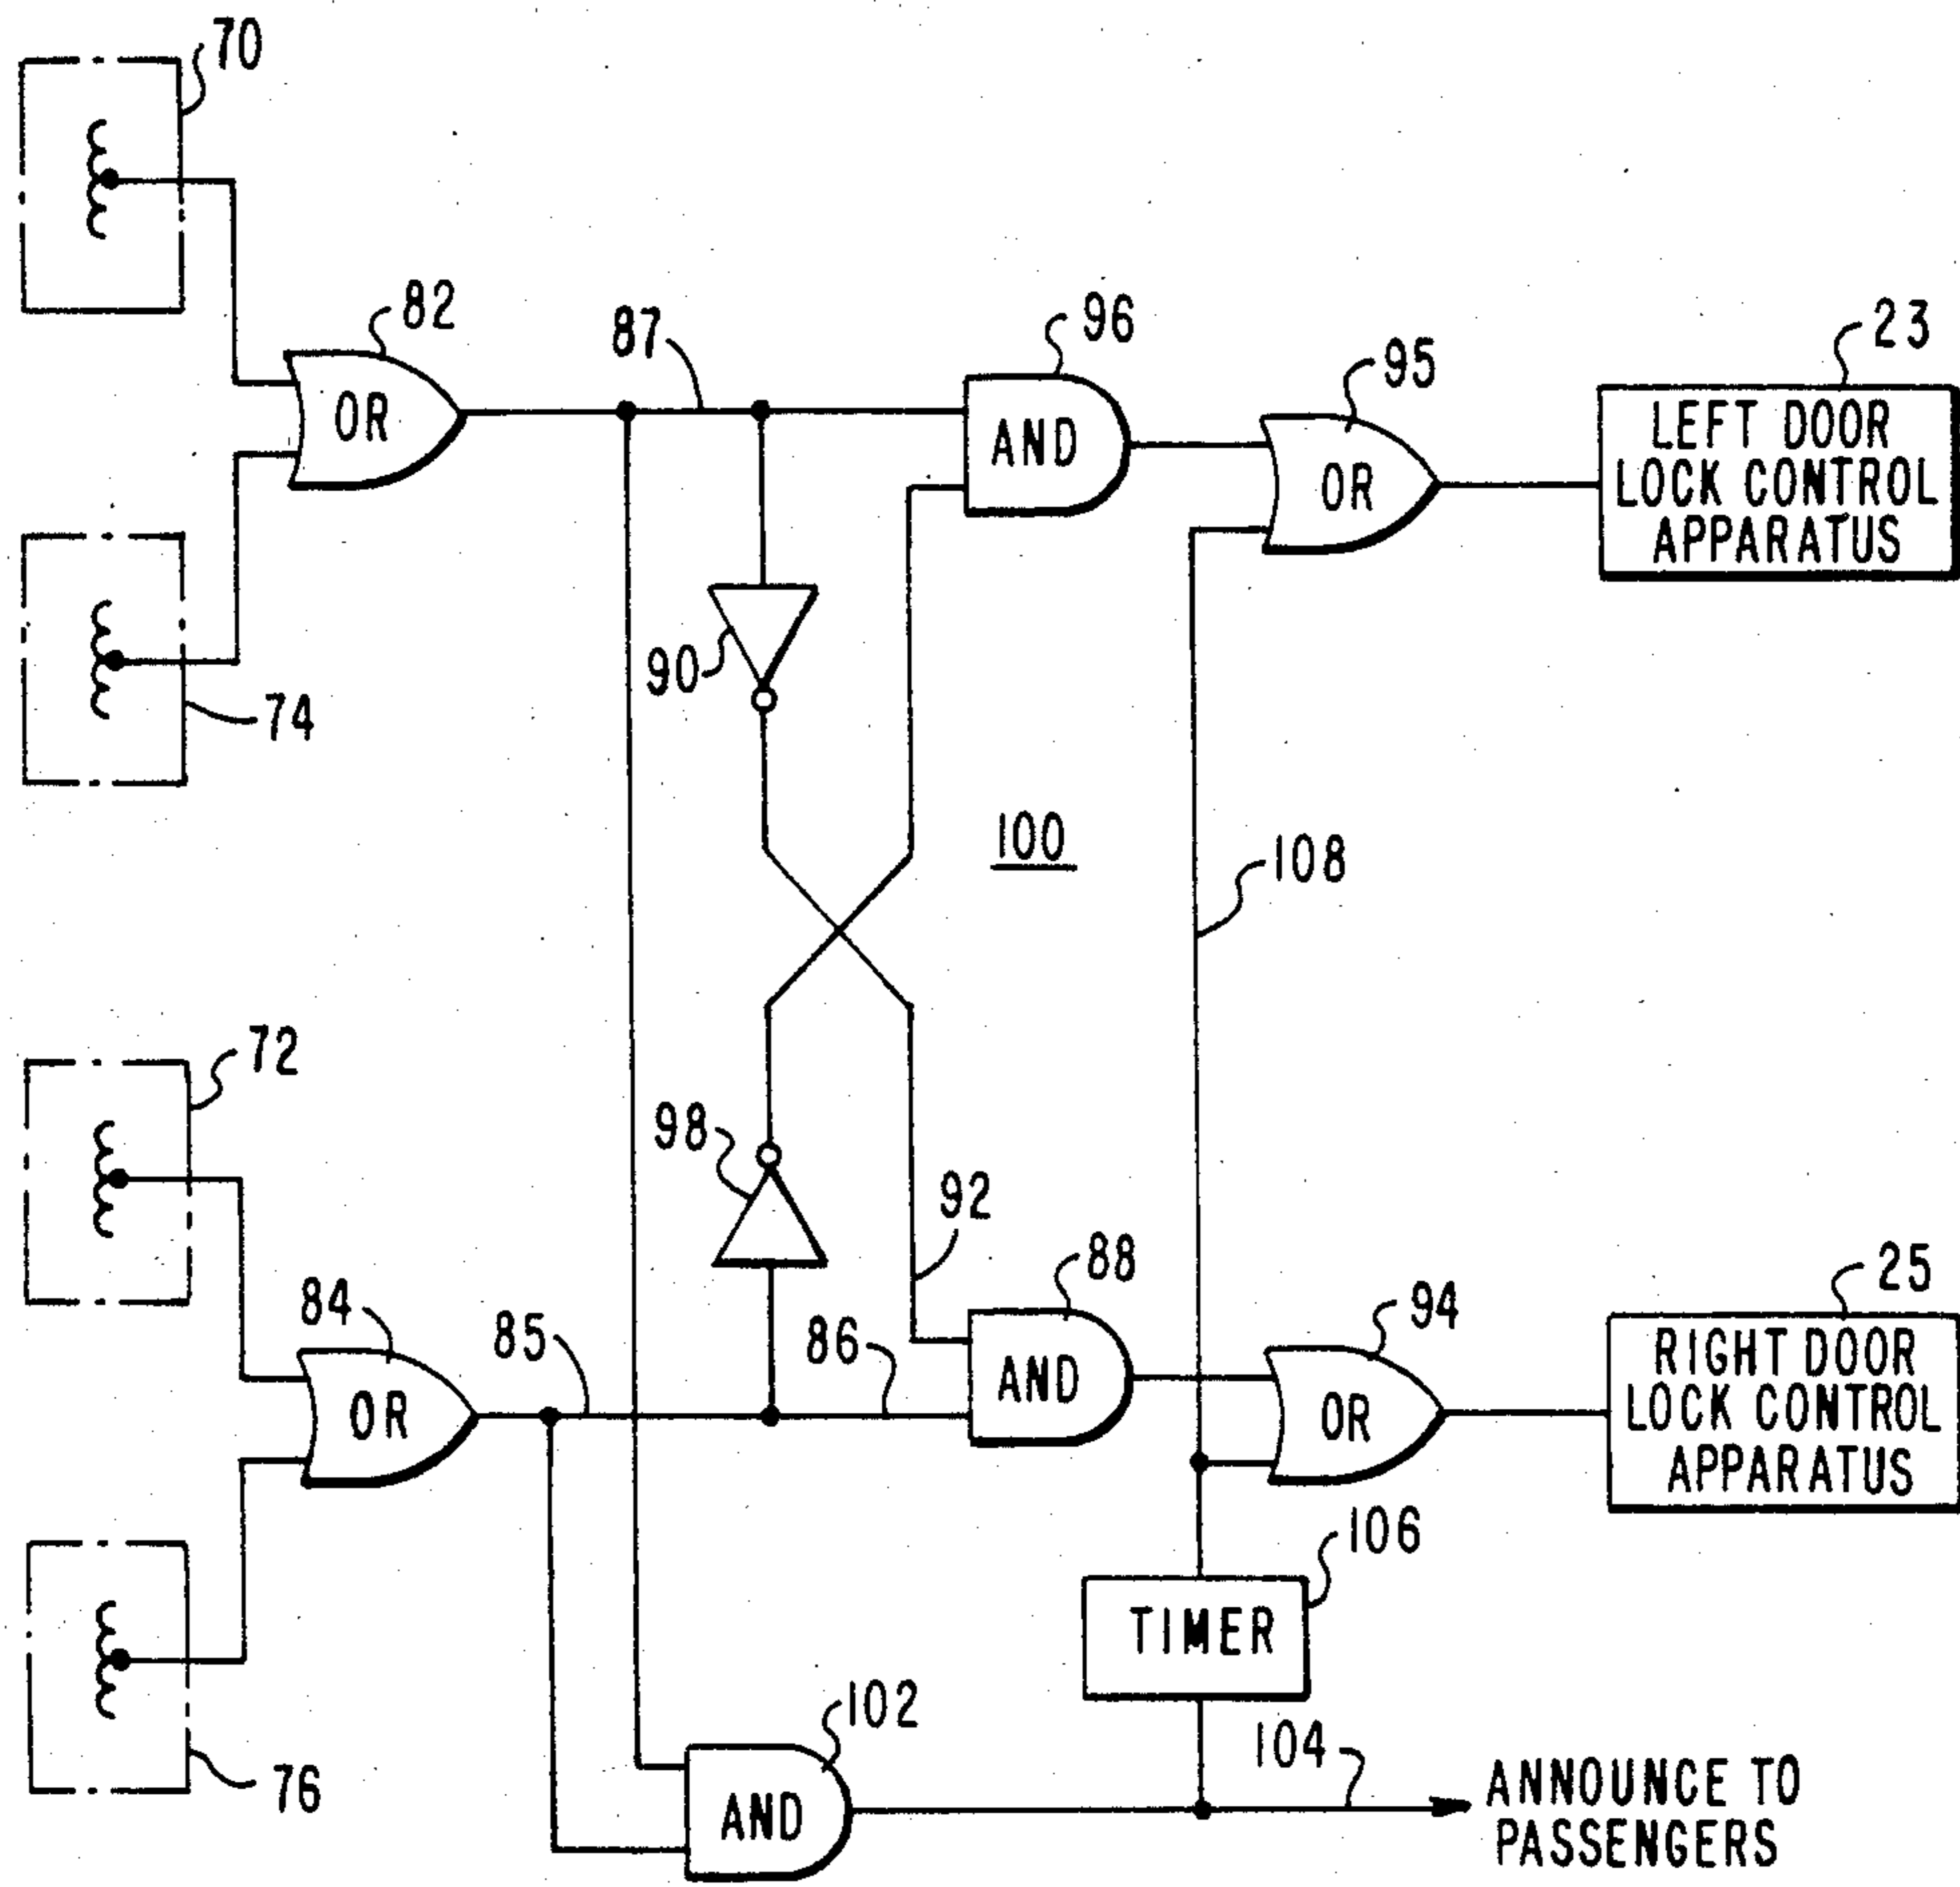 70
82
87
96
95
23
OR
AND
OR
LEFT DOOR
LOCK CONTROL
APPARATUS
90
74
100
108
72
98
92
88
84
85
86
94
25
OR
AND
OR
RIGHT DOOR
LOCK CONTROL
APPARATUS
106
TIMER
76
102
AND
104
ANNOUNCE TO
PASSENGERS